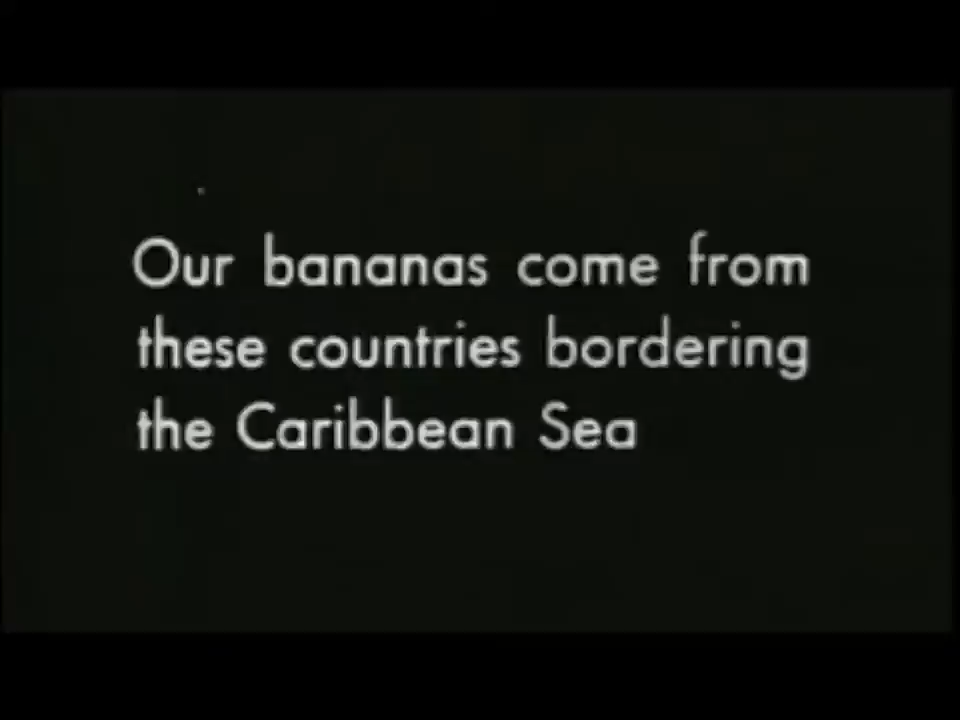 Our bananas come from
these countries bordering
the Caribbean Sea